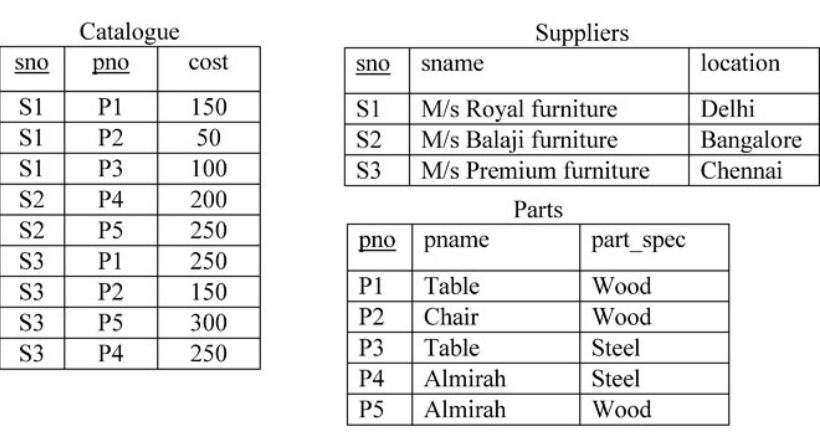 Catalogue
sno pno cost
S1 P1 150
S1 P2 50
S1 P3 100
S2 P4 200
S2 P5 250
S3 P1 250
S3 P2 150
S3 P5 300
S3 P4 250
Suppliers
sno sname location
S1 M/s Royal furniture Delhi
S2 M/s Balaji furniture Bangalore
S3 M/s Premium furniture Chennai
Parts
pno pname part_spec
P1 Table Wood
P2 Chair Wood
P3 Table Steel
P4 Almirah Steel
P5 Almirah Wood